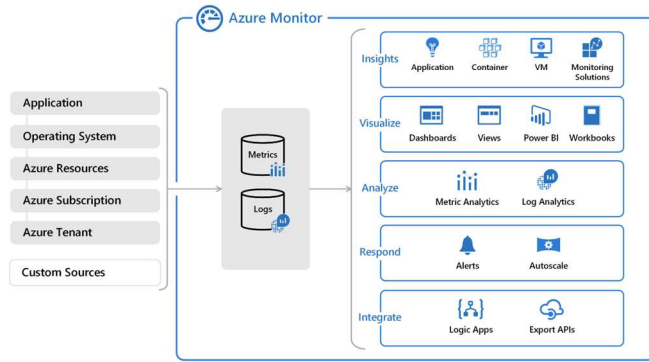 Azure Monitor
Application
Operating System
Azure Resources
Azure Subscription
Azure Tenant
Custom Sources
Metrics
Logs
Insights
Application
Container
VM
Monitoring
Solutions
Visualize
Dashboards
Views
Power BI
Workbooks
Analyze
Metric Analytics
Log Analytics
Respond
Alerts
Autoscale
Integrate
Logic Apps
Export APIs